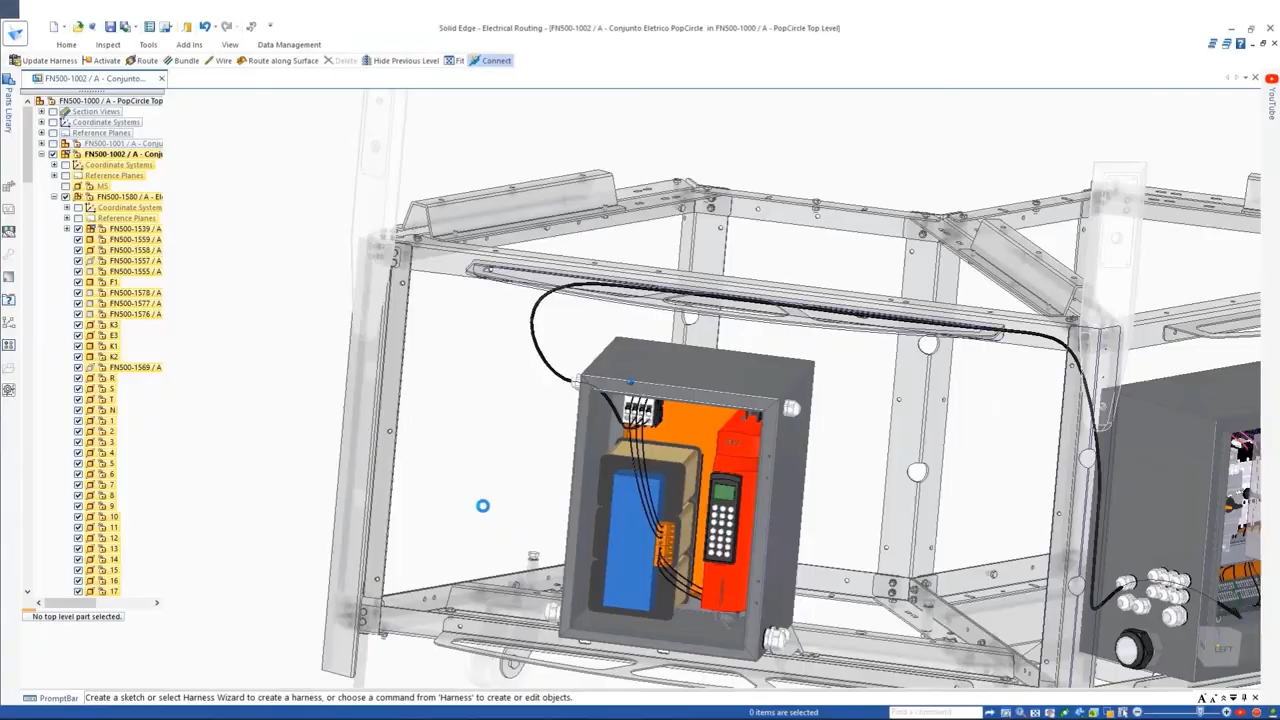 Solid Edge - Electrical Routing - [FN500-1002 / A - Conjunto Eletrico PopCircle in FN500-1000 / A - PopCircle Top Level]
Home Inspect Tools Add Ins View Data Management
Update Harness Activate Route Bundle Wire Route along Surface Delete Hide Previous Level Fit Connect
FN500-1002 / A - Conjunto...
Parts Library
YouTube
FN500-1000 / A - PopCircle Top
Section Views
Coordinate Systems
Reference Planes
FN500-1001 / A - Conju
FN500-1002 / A - Conj
Coordinate Systems
Reference Planes
MS
FN500-1580 / A - El
Coordinate System
Reference Planes
FN500-1539 / A
FN500-1559 / A
FN500-1558 / A
FN500-1557 / A
FN500-1555 / A
F1
FN500-1578 / A
FN500-1577 / A
FN500-1576 / A
K3
E3
K1
K2
FN500-1569 / A
R
S
T
N
1
2
3
4
5
6
7
8
9
10
11
12
13
14
15
16
17
No top level part selected.
LEFT
PromptBar Create a sketch or select Harness Wizard to create a harness, or choose a command from 'Harness' to create or edit objects.
0 items are selected
Find a command